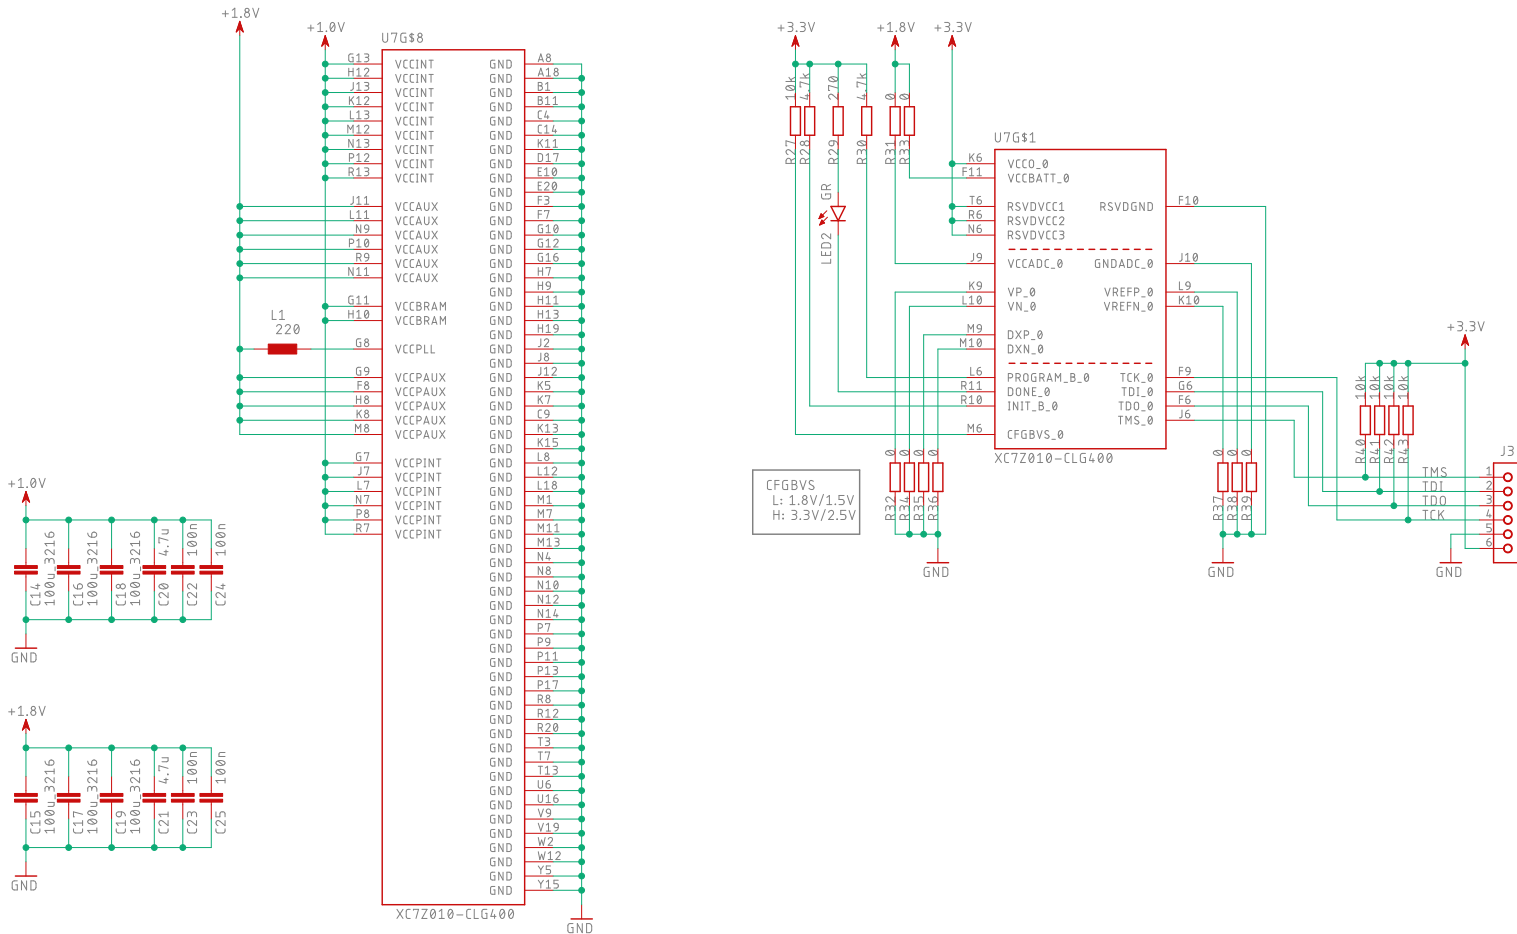 +1.8V
+1.0V
U7G$8
G13 VCCINT GND A8
H12 VCCINT GND A18
J13 VCCINT GND B1
K12 VCCINT GND B11
L13 VCCINT GND C4
M12 VCCINT GND C14
N13 VCCINT GND K11
P12 VCCINT GND D17
R13 VCCINT GND E10
GND E20
J11 VCCAUX GND F3
L11 VCCAUX GND F7
N9 VCCAUX GND G10
P10 VCCAUX GND G12
R9 VCCAUX GND G16
N11 VCCAUX GND H7
GND H9
G11 VCCBRAM GND H11
H10 VCCBRAM GND H13
GND H19
L1
220
G8 VCCPLL GND J2
GND J8
G9 VCCPAUX GND J12
F8 VCCPAUX GND K5
H8 VCCPAUX GND K7
K8 VCCPAUX GND C9
M8 VCCPAUX GND K13
GND K15
G7 VCCPINT GND L8
J7 VCCPINT GND L12
L7 VCCPINT GND L18
N7 VCCPINT GND M1
P8 VCCPINT GND M7
R7 VCCPINT GND M11
GND M13
GND N4
GND N8
GND N10
GND N12
GND N14
GND P7
GND P9
GND P11
GND P13
GND P17
GND R8
GND R12
GND R20
GND T3
GND T7
GND T13
GND U6
GND U16
GND V9
GND V19
GND W2
GND W12
GND Y5
GND Y15
XC7Z010-CLG400
GND
+1.0V
C14 100u_3216
C16 100u_3216
C18 100u_3216
C20 4.7u
C22 100n
C24 100n
GND
+1.8V
C15 100u_3216
C17 100u_3216
C19 100u_3216
C21 4.7u
C23 100n
C25 100n
GND
+3.3V
+1.8V
+3.3V
R27 10k
R28 4.7k
R29 270
R30 4.7k
R31 0
R33 0
LED2 GR
U7G$1
K6 VCCO_0
F11 VCCBATT_0
T6 RSVDVCC1 RSVDGND F10
R6 RSVDVCC2
N6 RSVDVCC3
J9 VCCADC_0 GNDADC_0 J10
K9 VP_0 VREFP_0 L9
L10 VN_0 VREFN_0 K10
M9 DXP_0
M10 DXN_0
L6 PROGRAM_B_0 TCK_0 F9
R11 DONE_0 TDI_0 G6
R10 INIT_B_0 TDO_0 F6
TMS_0 J6
M6 CFGBVS_0
XC7Z010-CLG400
CFGBVS
L: 1.8V/1.5V
H: 3.3V/2.5V
R32 0
R34 0
R35 0
R36 0
GND
R37 0
R38 0
R39 0
GND
+3.3V
R40 10k
R41 10k
R42 10k
R43 10k
J3
TMS 1
TDI 2
TDO 3
TCK 4
5
6
GND